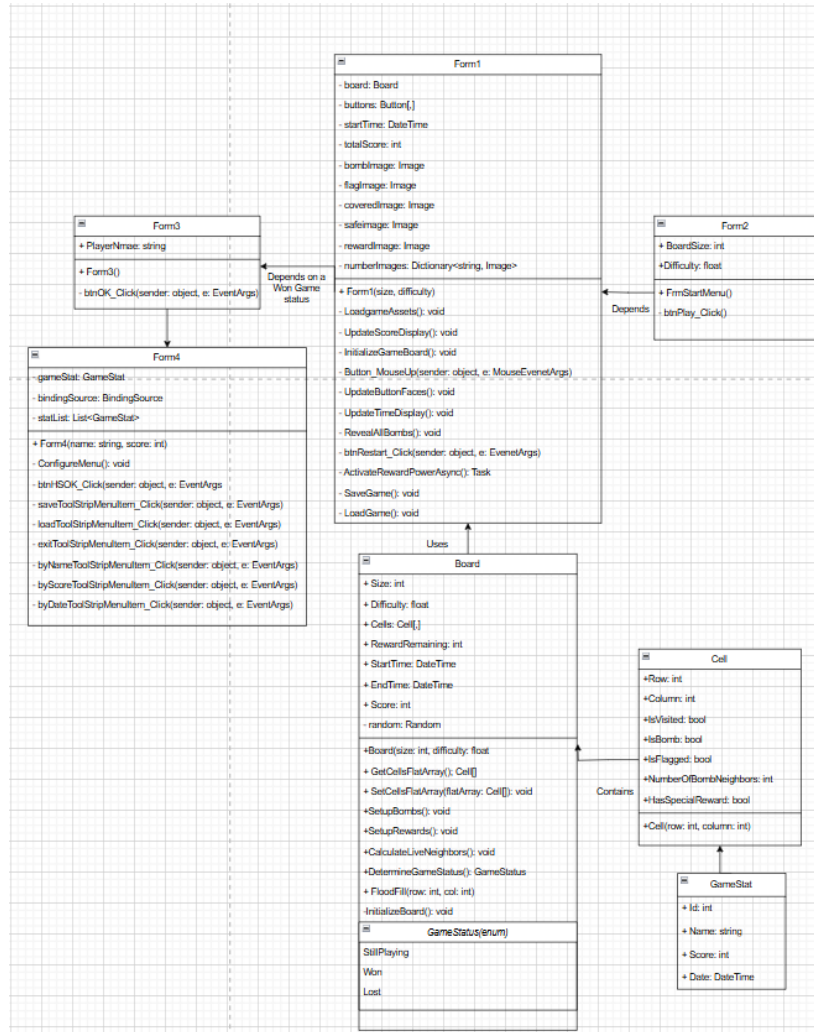 Form1
- board: Board
- buttons: Button[,]
- startTime: DateTime
- totalScore: int
- bombImage: Image
- flagImage: Image
- coveredImage: Image
- safeimage: Image
- rewardImage: Image
- numberImages: Dictionary<string, Image>
+ Form1(size, difficulty)
- LoadgameAssets(): void
- UpdateScoreDisplay(): void
- InitializeGameBoard(): void
- Button_MouseUp(sender: object, e: MouseEvenetArgs)
- UpdateButtonFaces(): void
- UpdateTimeDisplay(): void
- RevealAllBombs(): void
- btnRestart_Click(sender: object, e: EvenetArgs)
- ActivateRewardPowerAsync(): Task
- SaveGame(): void
- LoadGame(): void
Form3
+ PlayerNmae: string
+ Form3()
- btnOK_Click(sender: object, e: EventArgs)
Depends on a
Won Game
status
Form2
+ BoardSize: int
+Difficulty: float
+ FrmStartMenu()
- btnPlay_Click()
Depends
Form4
- gameStat: GameStat
- bindingSource: BindingSource
- statList: List<GameStat>
+ Form4(name: string, score: int)
- ConfigureMenu(): void
- btnHSOK_Click(sender: object, e: EventArgs
- saveToolStripMenuItem_Click(sender: object, e: EventArgs)
- loadToolStripMenuItem_Click(sender: object, e: EventArgs)
- exitToolStripMenuItem_Click(sender: object, e: EventArgs)
- byNameToolStripMenuItem_Click(sender: object, e: EventArgs)
- byScoreToolStripMenuItem_Click(sender: object, e: EventArgs)
- byDateToolStripMenuItem_Click(sender: object, e: EventArgs)
Uses
Board
+ Size: int
+ Difficulty: float
+ Cells: Cell[,]
+ RewardRemaining: int
+ StartTime: DateTime
+ EndTime: DateTime
+ Score: int
- random: Random
+Board(size: int, difficulty: float
+ GetCellsFlatArray(); Cell[]
+ SetCellsFlatArray(flatArray: Cell[]): void
+SetupBombs(): void
+SetupRewards(): void
+CalculateLiveNeighbors(): void
+DetermineGameStatus(): GameStatus
+ FloodFill(row: int, col: int)
-InitializeBoard(): void
GameStatus(enum)
StillPlaying
Won
Lost
Contains
Cell
+Row: int
+Column: int
+IsVisited: bool
+IsBomb: bool
+IsFlagged: bool
+NumberOfBombNeighbors: int
+HasSpecialReward: bool
+Cell(row: int, column: int)
GameStat
+ Id: int
+ Name: string
+ Score: int
+ Date: DateTime